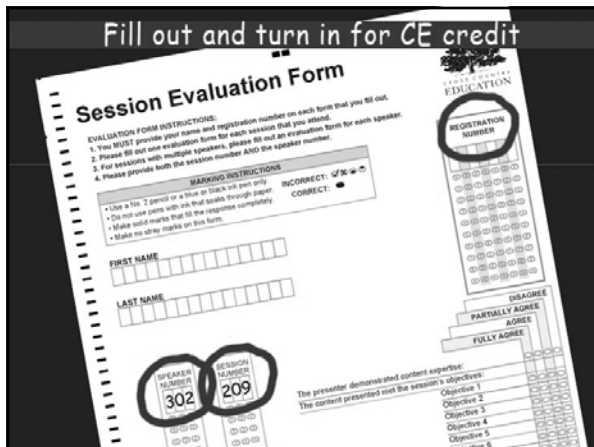 Fill out and turn in for CE credit
CROSS COUNTRY
EDUCATION
Session Evaluation Form
EVALUATION FORM INSTRUCTIONS:
1. You MUST provide your name and registration number on each form that you fill out.
2. Please fill out one evaluation form for each session that you attend.
3. For sessions with multiple speakers, please fill out an evaluation form for each speaker.
4. Please provide both the session number AND the speaker number.
REGISTRATION
NUMBER
MARKING INSTRUCTIONS
• Use a No. 2 pencil or a blue or black ink pen only.
• Do not use pens with ink that soaks through paper.
• Make solid marks that fill the response completely.
• Make no stray marks on this form.
INCORRECT:
CORRECT:
FIRST NAME
LAST NAME
DISAGREE
PARTIALLY AGREE
AGREE
FULLY AGREE
SPEAKER
NUMBER
302
SESSION
NUMBER
209
The presenter demonstrated content expertise:
The content presented met the session's objectives:
Objective 1
Objective 2
Objective 3
Objective 4
Objective 5